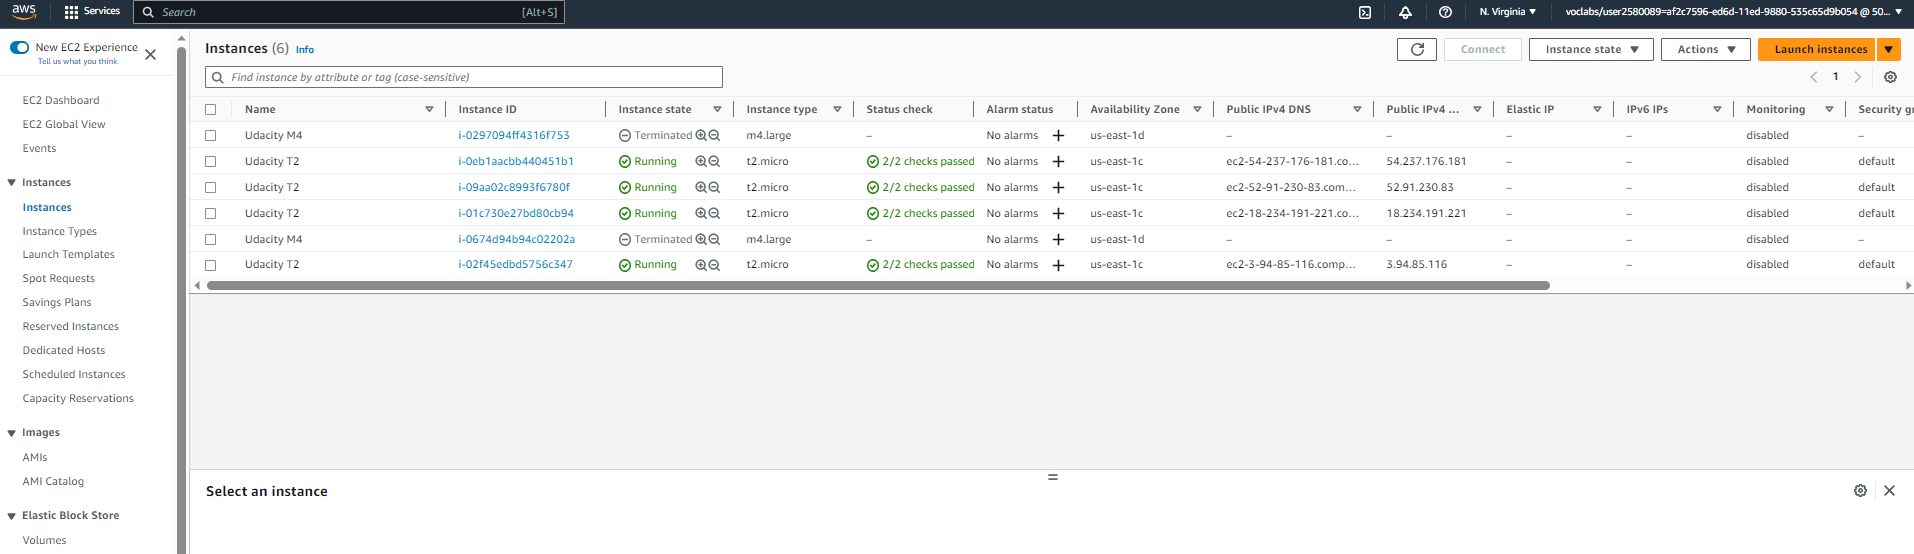 aws Services Search [Alt+S] N. Virginia voclabs/user2580089=af2c7596-ed6d-11ed-9880-535c65d9b054 @ 50...
New EC2 Experience
Tell us what you think
EC2 Dashboard
EC2 Global View
Events
Instances
Instances
Instance Types
Launch Templates
Spot Requests
Savings Plans
Reserved Instances
Dedicated Hosts
Scheduled Instances
Capacity Reservations
Images
AMIs
AMI Catalog
Elastic Block Store
Volumes
Instances (6) Info Connect Instance state Actions Launch instances
Find instance by attribute or tag (case-sensitive) 1
Name Instance ID Instance state Instance type Status check Alarm status Availability Zone Public IPv4 DNS Public IPv4 ... Elastic IP IPv6 IPs Monitoring Security gr
Udacity M4 i-0297094ff4316f753 Terminated m4.large – No alarms + us-east-1d – – – – disabled –
Udacity T2 i-0eb1aacbb440451b1 Running t2.micro 2/2 checks passed No alarms + us-east-1c ec2-54-237-176-181.co... 54.237.176.181 – – disabled default
Udacity T2 i-09aa02c8993f6780f Running t2.micro 2/2 checks passed No alarms + us-east-1c ec2-52-91-230-83.com... 52.91.230.83 – – disabled default
Udacity T2 i-01c730e27bd80cb94 Running t2.micro 2/2 checks passed No alarms + us-east-1c ec2-18-234-191-221.co... 18.234.191.221 – – disabled default
Udacity M4 i-0674d94b94c02202a Terminated m4.large – No alarms + us-east-1d – – – – disabled –
Udacity T2 i-02f45edbd5756c347 Running t2.micro 2/2 checks passed No alarms + us-east-1c ec2-3-94-85-116.comp... 3.94.85.116 – – disabled default
Select an instance